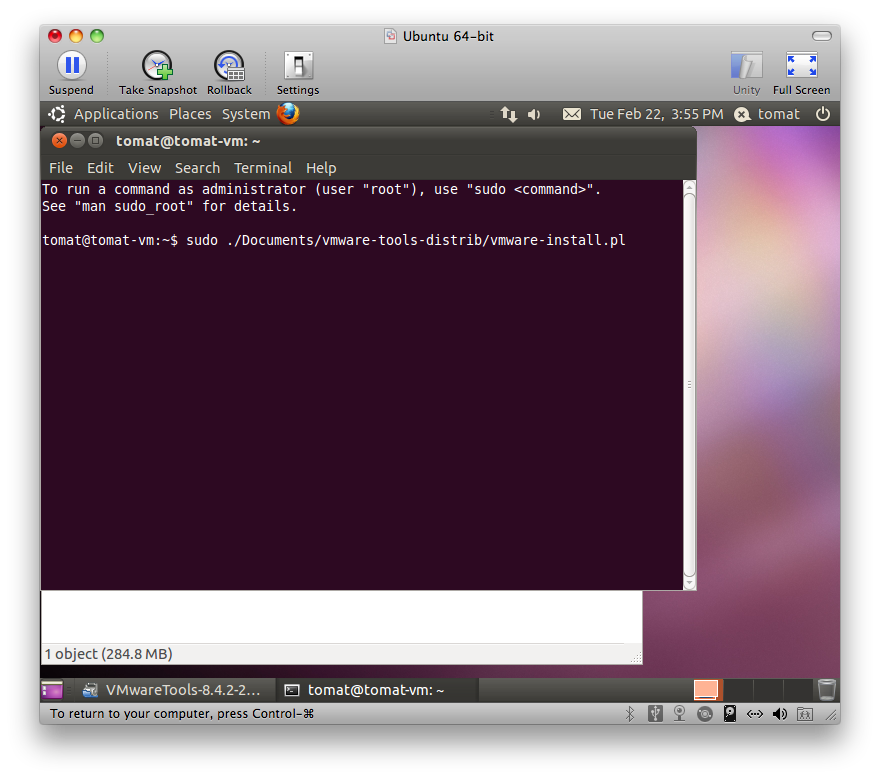 Ubuntu 64-bit
Suspend Take Snapshot Rollback Settings Unity Full Screen
Applications Places System Tue Feb 22, 3:55 PM tomat
tomat@tomat-vm: ~
File Edit View Search Terminal Help
To run a command as administrator (user "root"), use "sudo <command>".
See "man sudo_root" for details.
tomat@tomat-vm:~$ sudo ./Documents/vmware-tools-distrib/vmware-install.pl
1 object (284.8 MB)
VMwareTools-8.4.2-2... tomat@tomat-vm: ~
To return to your computer, press Control-⌘